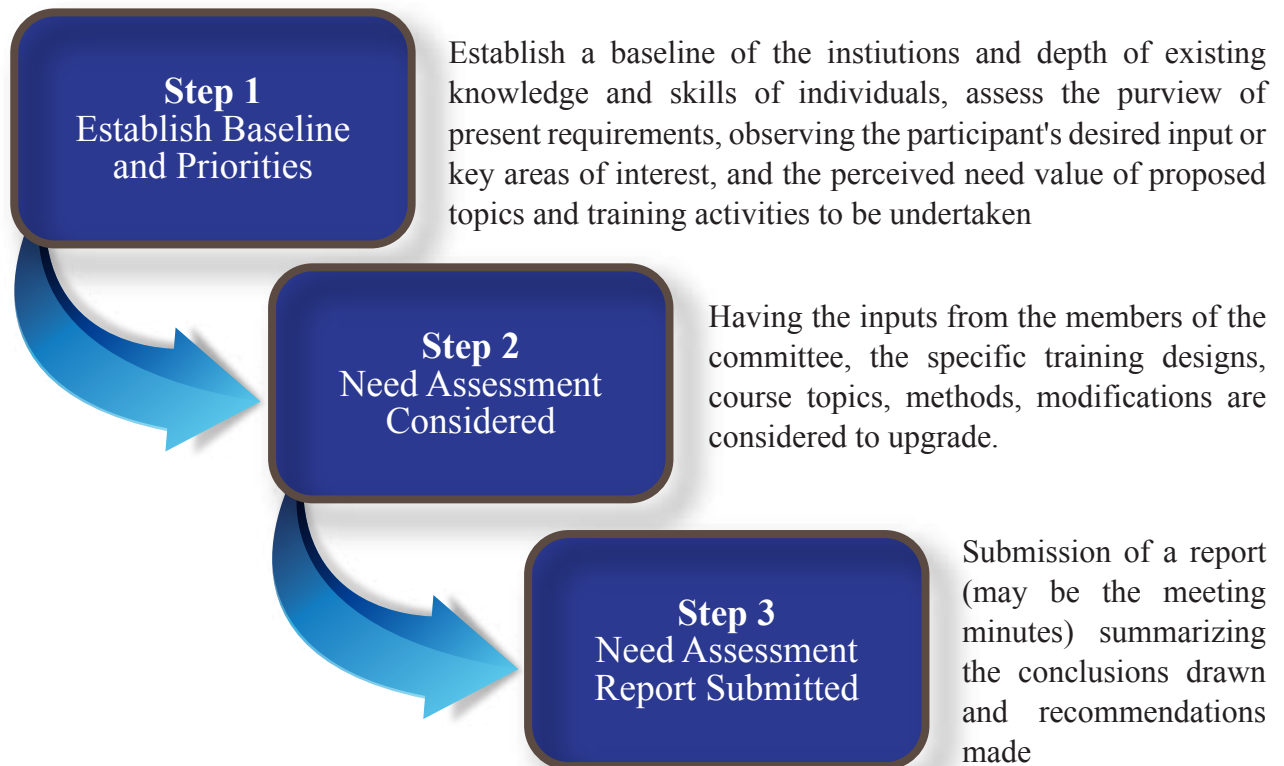 Step 1
Establish Baseline
and Priorities
Establish a baseline of the instiutions and depth of existing
knowledge and skills of individuals, assess the purview of
present requirements, observing the participant's desired input or
key areas of interest, and the perceived need value of proposed
topics and training activities to be undertaken
Step 2
Need Assessment
Considered
Having the inputs from the members of the
committee, the specific training designs,
course topics, methods, modifications are
considered to upgrade.
Step 3
Need Assessment
Report Submitted
Submission of a report
(may be the meeting
minutes) summarizing
the conclusions drawn
and recommendations
made